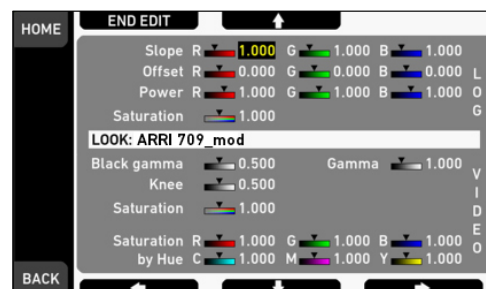 HOME
END EDIT
Slope R 1.000 G 1.000 B 1.000
Offset R 0.000 G 0.000 B 0.000
Power R 1.000 G 1.000 B 1.000
Saturation 1.000
LOG
LOOK: ARRI 709_mod
Black gamma 0.500 Gamma 1.000
Knee 0.500
Saturation 1.000
Saturation R 1.000 G 1.000 B 1.000
by Hue C 1.000 M 1.000 Y 1.000
VIDEO
BACK